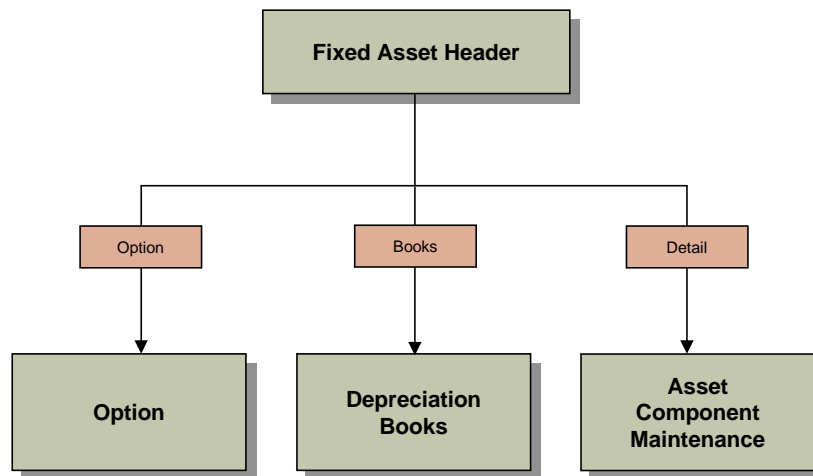 Fixed Asset Header
Option
Books
Detail
Option
Depreciation
Books
Asset
Component
Maintenance